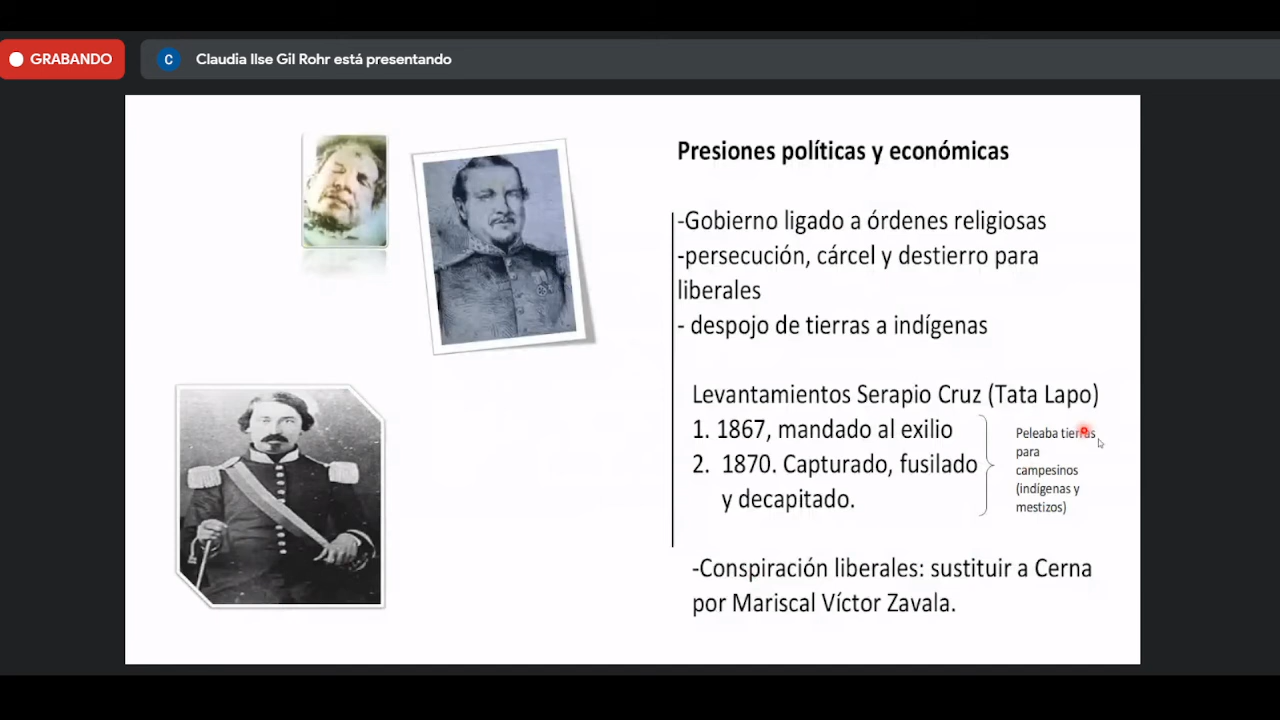 GRABANDO
C
Claudia Ilse Gil Rohr está presentando
Presiones políticas y económicas
-Gobierno ligado a órdenes religiosas
-persecución, cárcel y destierro para
liberales
- despojo de tierras a indígenas
Levantamientos Serapio Cruz (Tata Lapo)
1. 1867, mandado al exilio
2. 1870. Capturado, fusilado
y decapitado.
Peleaba tierras
para
campesinos
(indígenas y
mestizos)
-Conspiración liberales: sustituir a Cerna
por Mariscal Víctor Zavala.